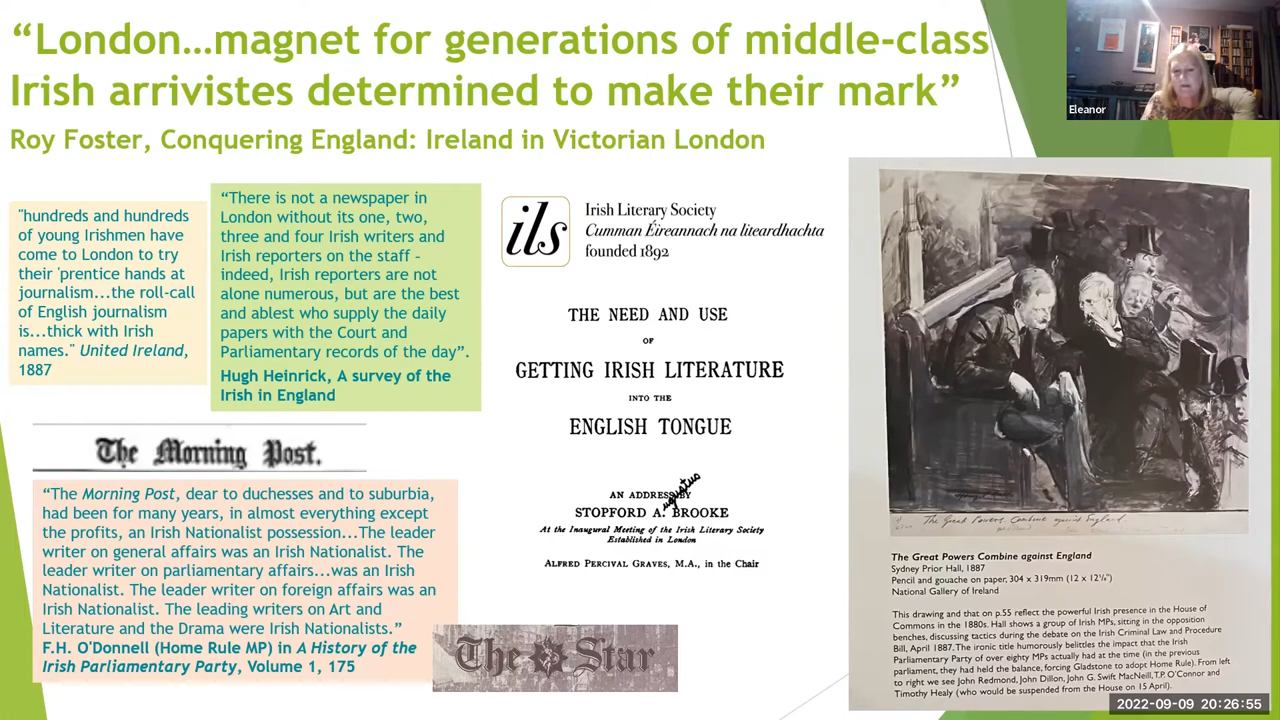 “London…magnet for generations of middle-class
Irish arrivistes determined to make their mark”
Roy Foster, Conquering England: Ireland in Victorian London
Eleanor
"hundreds and hundreds
of young Irishmen have
come to London to try
their 'prentice hands at
journalism...the roll-call
of English journalism
is...thick with Irish
names." United Ireland,
1887
“There is not a newspaper in
London without its one, two,
three and four Irish writers and
Irish reporters on the staff –
indeed, Irish reporters are not
alone numerous, but are the best
and ablest who supply the daily
papers with the Court and
Parliamentary records of the day”.
Hugh Heinrick, A survey of the
Irish in England
The Morning Post.
“The Morning Post, dear to duchesses and to suburbia,
had been for many years, in almost everything except
the profits, an Irish Nationalist possession...The leader
writer on general affairs was an Irish Nationalist. The
leader writer on parliamentary affairs...was an Irish
Nationalist. The leader writer on foreign affairs was an
Irish Nationalist. The leading writers on Art and
Literature and the Drama were Irish Nationalists.”
F.H. O'Donnell (Home Rule MP) in A History of the
Irish Parliamentary Party, Volume 1, 175
The Star
ils
Irish Literary Society
Cumman Éireannach na liteardhachta
founded 1892
THE NEED AND USE
OF
GETTING IRISH LITERATURE
INTO THE
ENGLISH TONGUE
AN ADDRESS BY
STOPFORD A. BROOKE
ugustus
At the Inaugural Meeting of the Irish Literary Society
Established in London
ALFRED PERCIVAL GRAVES, M.A., in the Chair
The Great Powers Combine against England
The Great Powers Combine against England
Sydney Prior Hall, 1887
Pencil and gouache on paper, 304 x 319mm (12 x 12½")
National Gallery of Ireland
This drawing and that on p.55 reflect the powerful Irish presence in the House of
Commons in the 1880s. Hall shows a group of Irish MPs, sitting in the opposition
benches, discussing tactics during the debate on the Irish Criminal Law and Procedure
Bill, April 1887. The ironic title humorously belittles the impact that the Irish
Parliamentary Party of over eighty MPs actually had at the time (in the previous
parliament, they had held the balance, forcing Gladstone to adopt Home Rule). From left
to right we see John Redmond, John Dillon, John G. Swift MacNeill, T.P. O'Connor and
Timothy Healy (who would be suspended from the House on 15 April).
2022-09-09 20:26:55